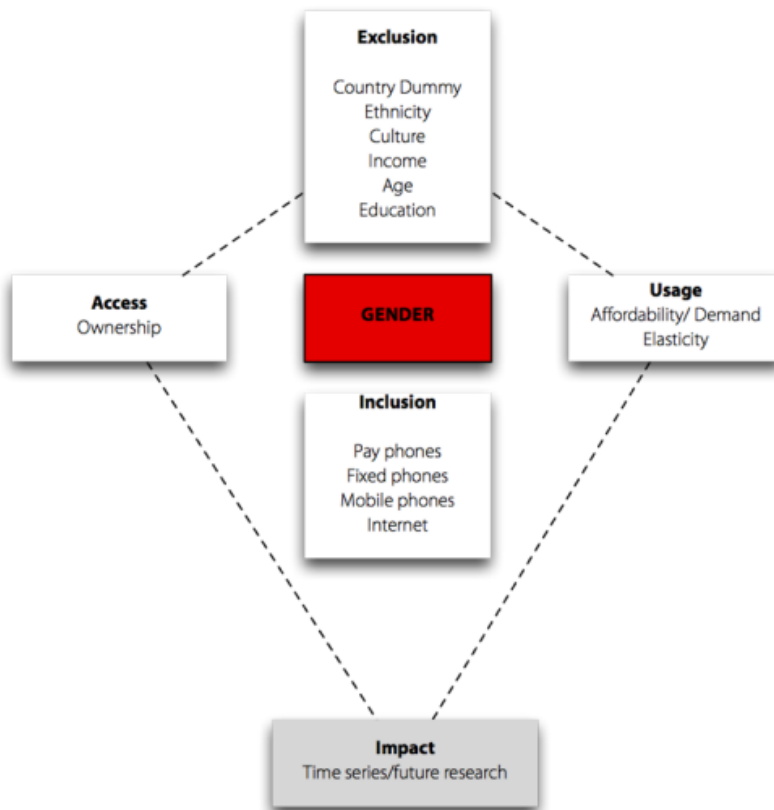 Exclusion
Country Dummy
Ethnicity
Culture
Income
Age
Education
Access
Ownership
GENDER
Usage
Affordability/ Demand
Elasticity
Inclusion
Pay phones
Fixed phones
Mobile phones
Internet
Impact
Time series/future research